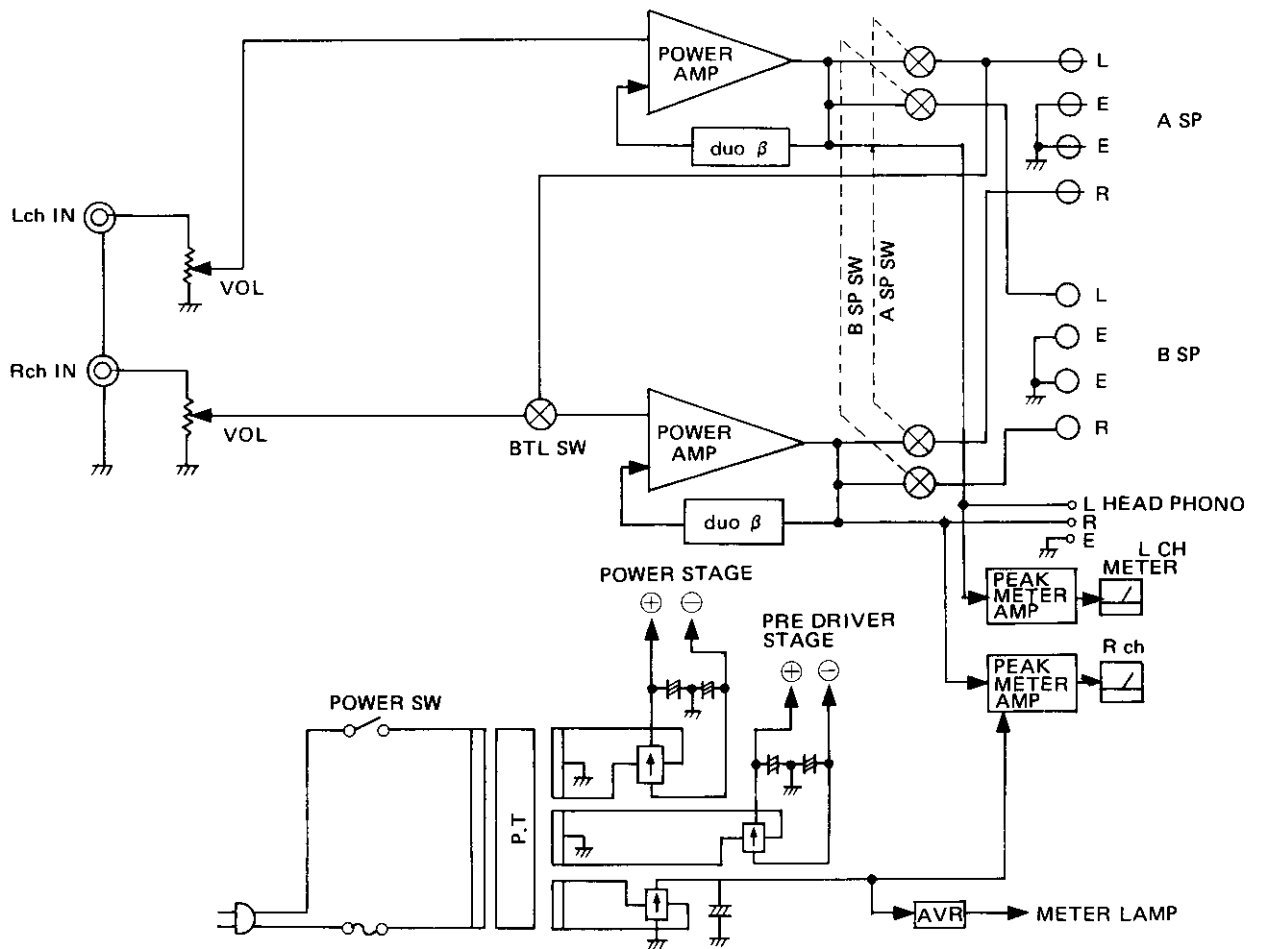 POWER
AMP
L
E
A SP
E
duo β
R
Lch IN
VOL
B SP SW
A SP SW
L
E
B SP
E
Rch IN
R
VOL
BTL SW
POWER
AMP
L HEAD PHONO
R
E
duo β
L CH
METER
POWER STAGE
⊕ ⊖
PEAK
METER
AMP
PRE DRIVER
STAGE
⊕ ⊖
R ch
PEAK
METER
AMP
POWER SW
P.T
AVR
METER LAMP